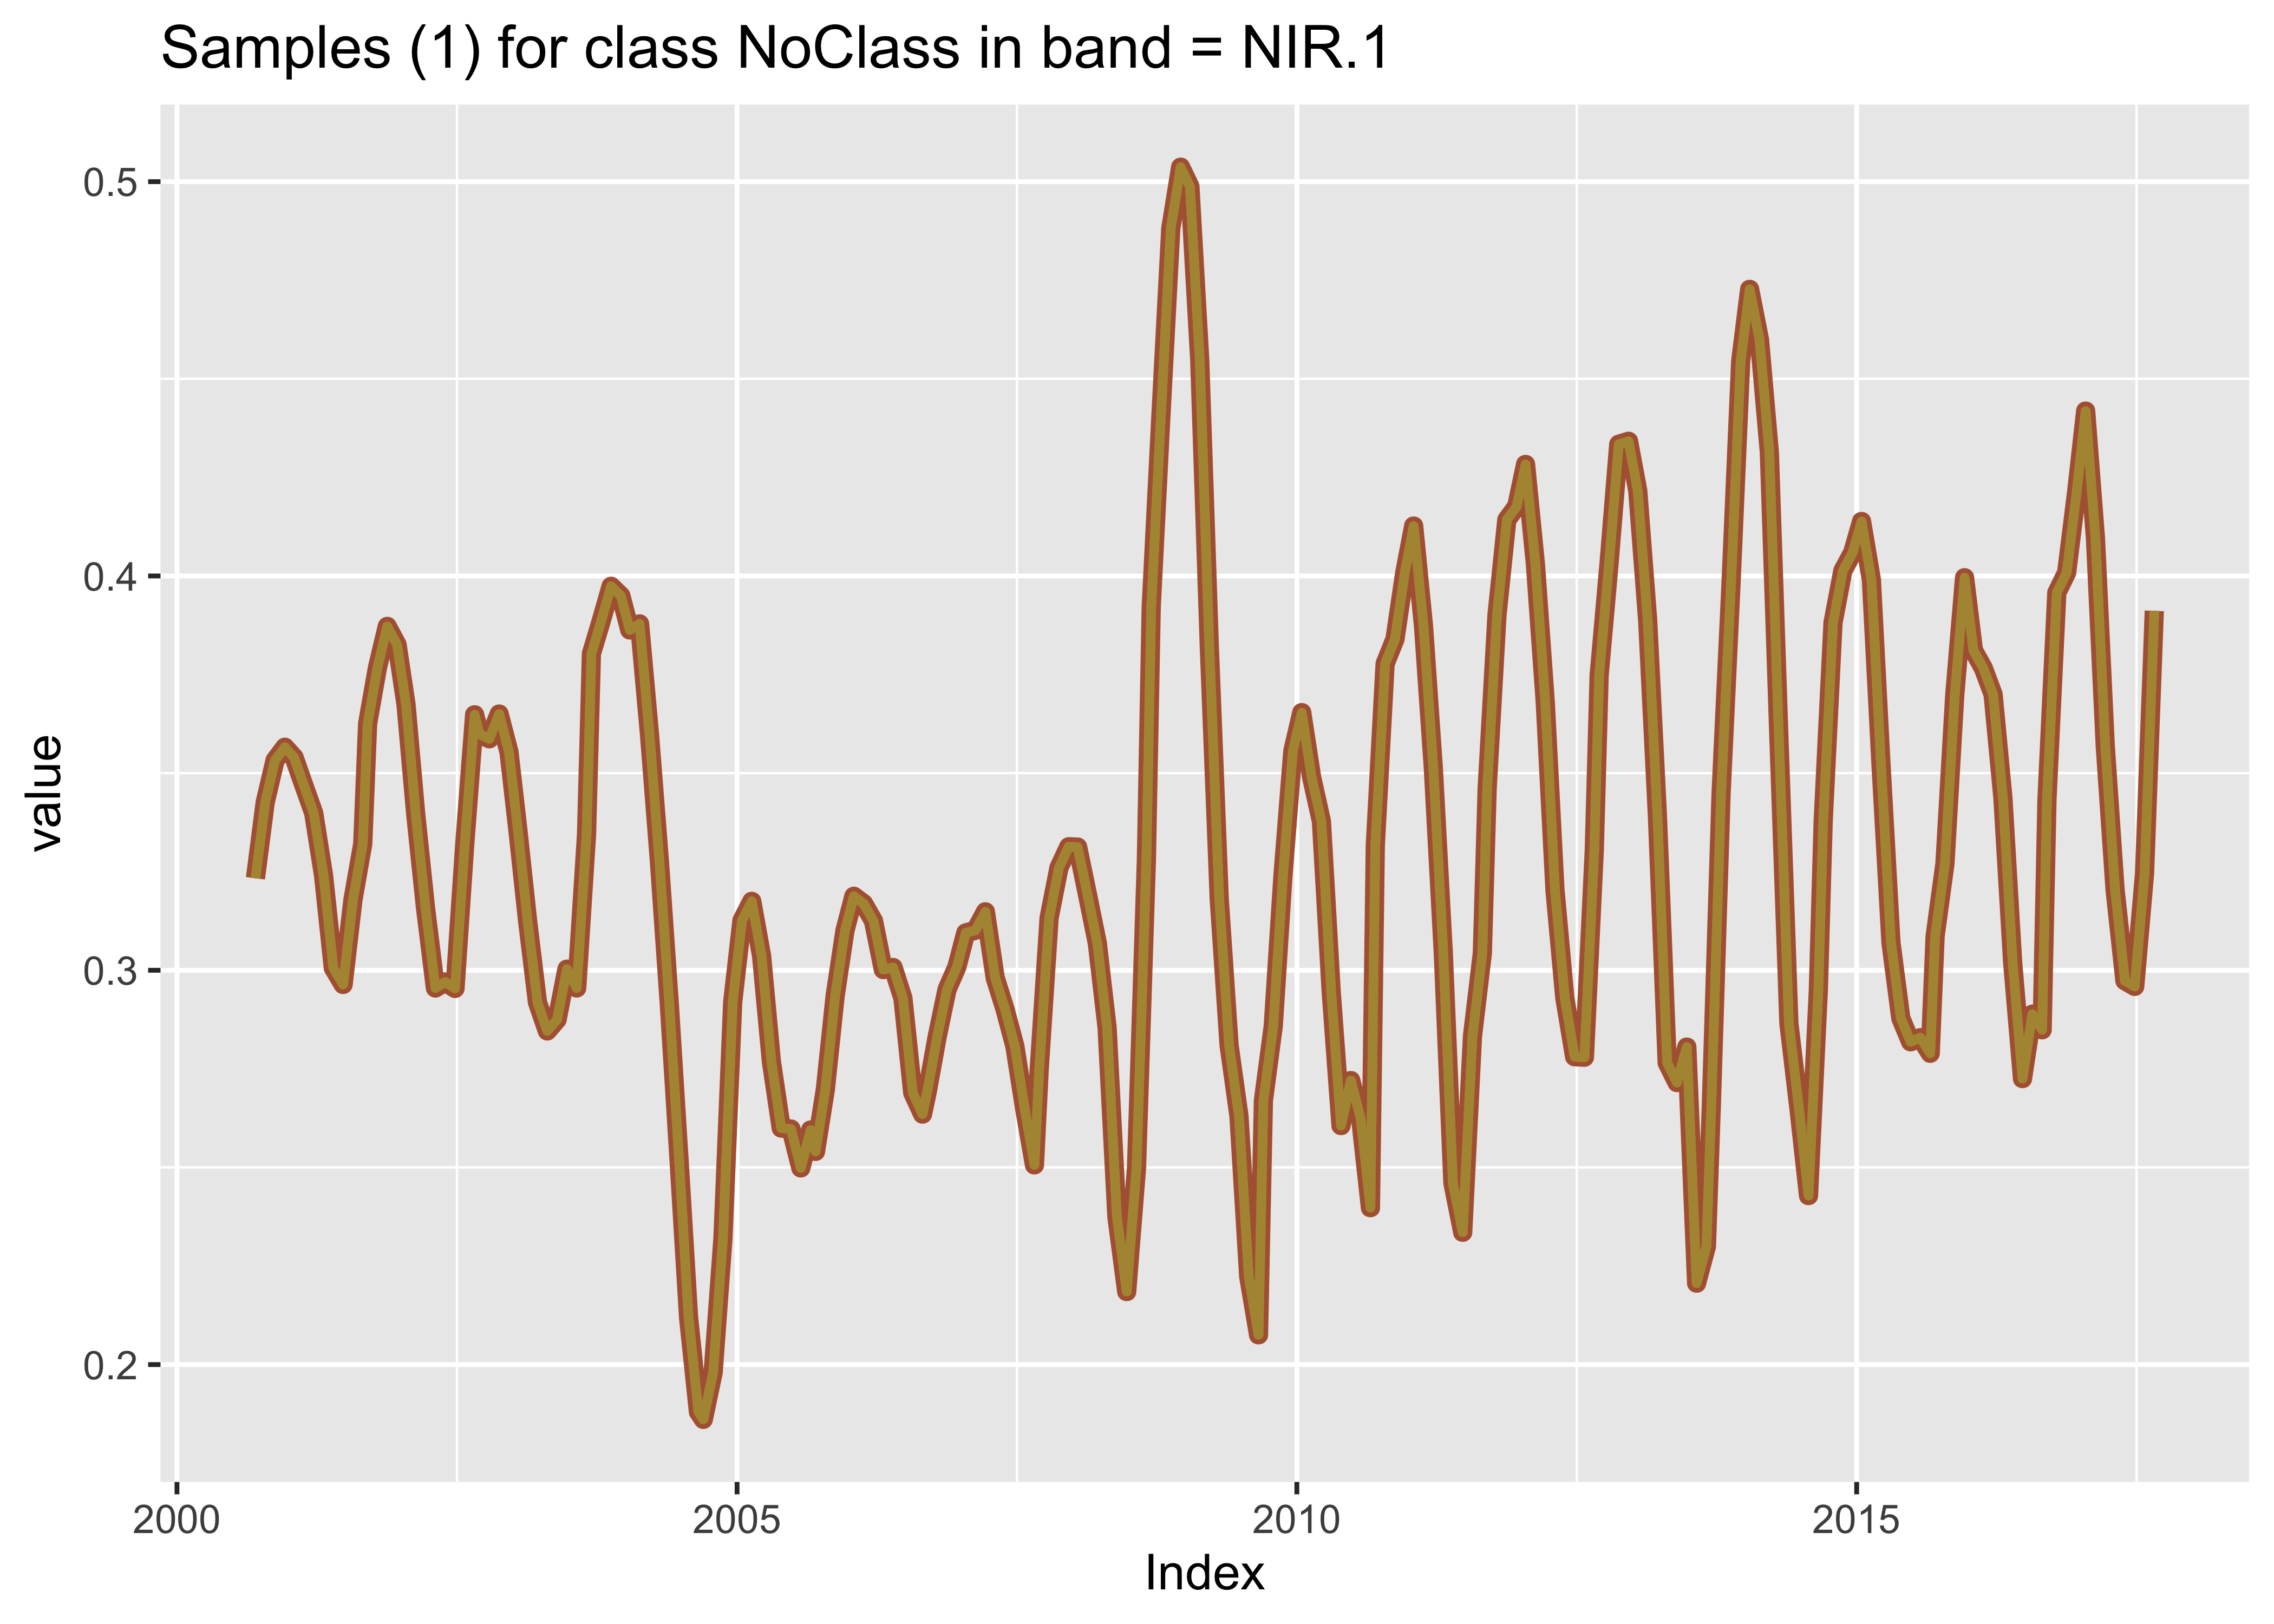 Samples (1) for class NoClass in band = NIR.1
value
0.5
0.4
0.3
0.2
2000 2005 2010 2015
Index